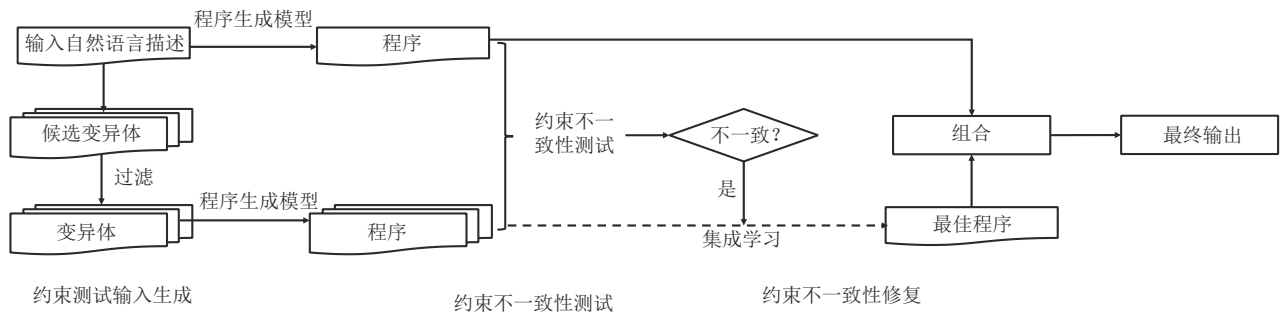 程序生成模型
输入自然语言描述
程序
候选变异体
约束不一
致性测试
不一致?
组合
最终输出
过滤
是
程序生成模型
变异体
程序
集成学习
最佳程序
约束测试输入生成
约束不一致性测试
约束不一致性修复